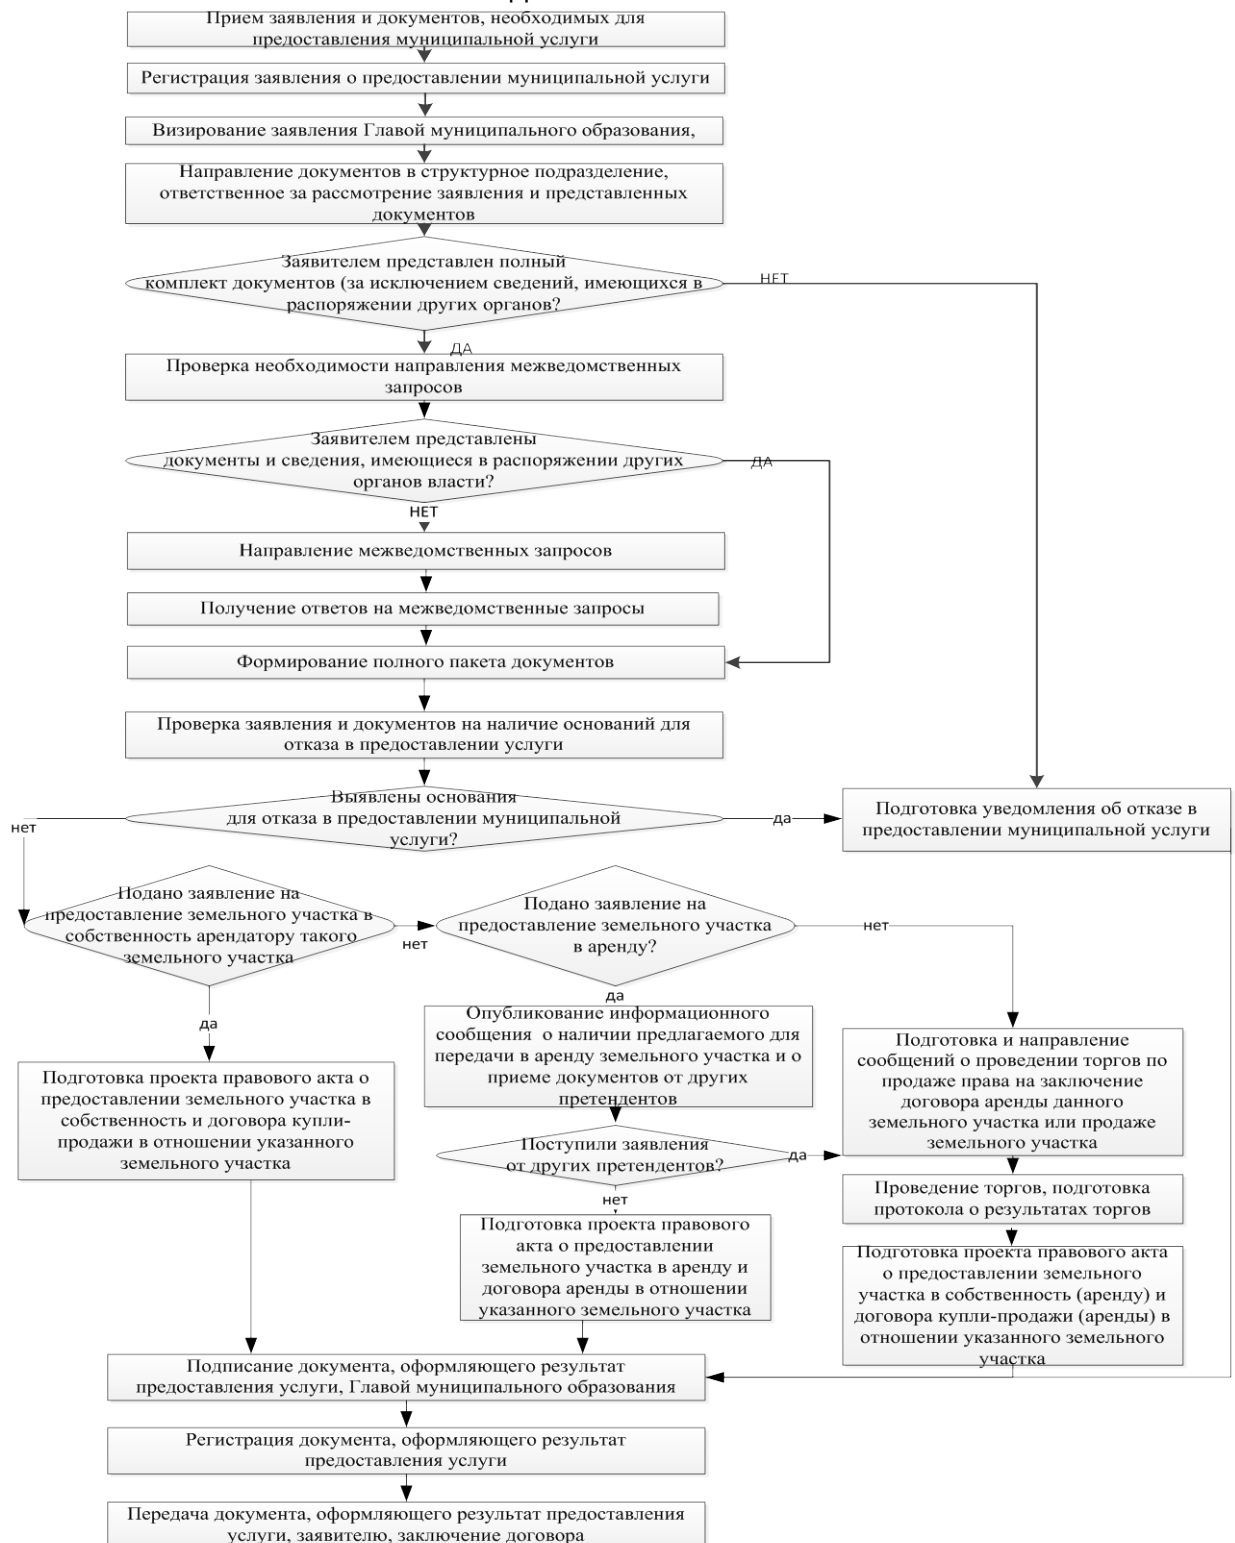 Прием заявления и документов, необходимых для
предоставления муниципальной услуги
Регистрация заявления о предоставлении муниципальной услуги
Визирование заявления Главой муниципального образования,
Направление документов в структурное подразделение,
ответственное за рассмотрение заявления и представленных
документов
Заявителем представлен полный
комплект документов (за исключением сведений, имеющихся в
распоряжении других органов?
НЕТ
ДА
Проверка необходимости направления межведомственных
запросов
Заявителем представлены
документы и сведения, имеющиеся в распоряжении других
органов власти?
ДА
НЕТ
Направление межведомственных запросов
Получение ответов на межведомственные запросы
Формирование полного пакета документов
Проверка заявления и документов на наличие оснований для
отказа в предоставлении услуги
Выявлены основания
для отказа в предоставлении муниципальной
услуги?
нет
да
Подготовка уведомления об отказе в
предоставлении муниципальной услуги
Подано заявление на
предоставление земельного участка в
собственность арендатору такого
земельного участка
нет
да
Подано заявление на
предоставление земельного участка
в аренду?
нет
да
Подготовка проекта правового акта о
предоставлении земельного участка в
собственность и договора купли-
продажи в отношении указанного
земельного участка
Опубликование информационного
сообщения о наличии предлагаемого для
передачи в аренду земельного участка и о
приеме документов от других
претендентов
Подготовка и направление
сообщений о проведении торгов по
продаже права на заключение
договора аренды данного
земельного участка или продаже
земельного участка
Поступили заявления
от других претендентов?
да
нет
Проведение торгов, подготовка
протокола о результатах торгов
Подготовка проекта правового
акта о предоставлении
земельного участка в аренду и
договора аренды в отношении
указанного земельного участка
Подготовка проекта правового акта
о предоставлении земельного
участка в собственность (аренду) и
договора купли-продажи (аренды) в
отношении указанного земельного
участка
Подписание документа, оформляющего результат
предоставления услуги, Главой муниципального образования
Регистрация документа, оформляющего результат
предоставления услуги
Передача документа, оформляющего результат предоставления
услуги, заявителю, заключение договора